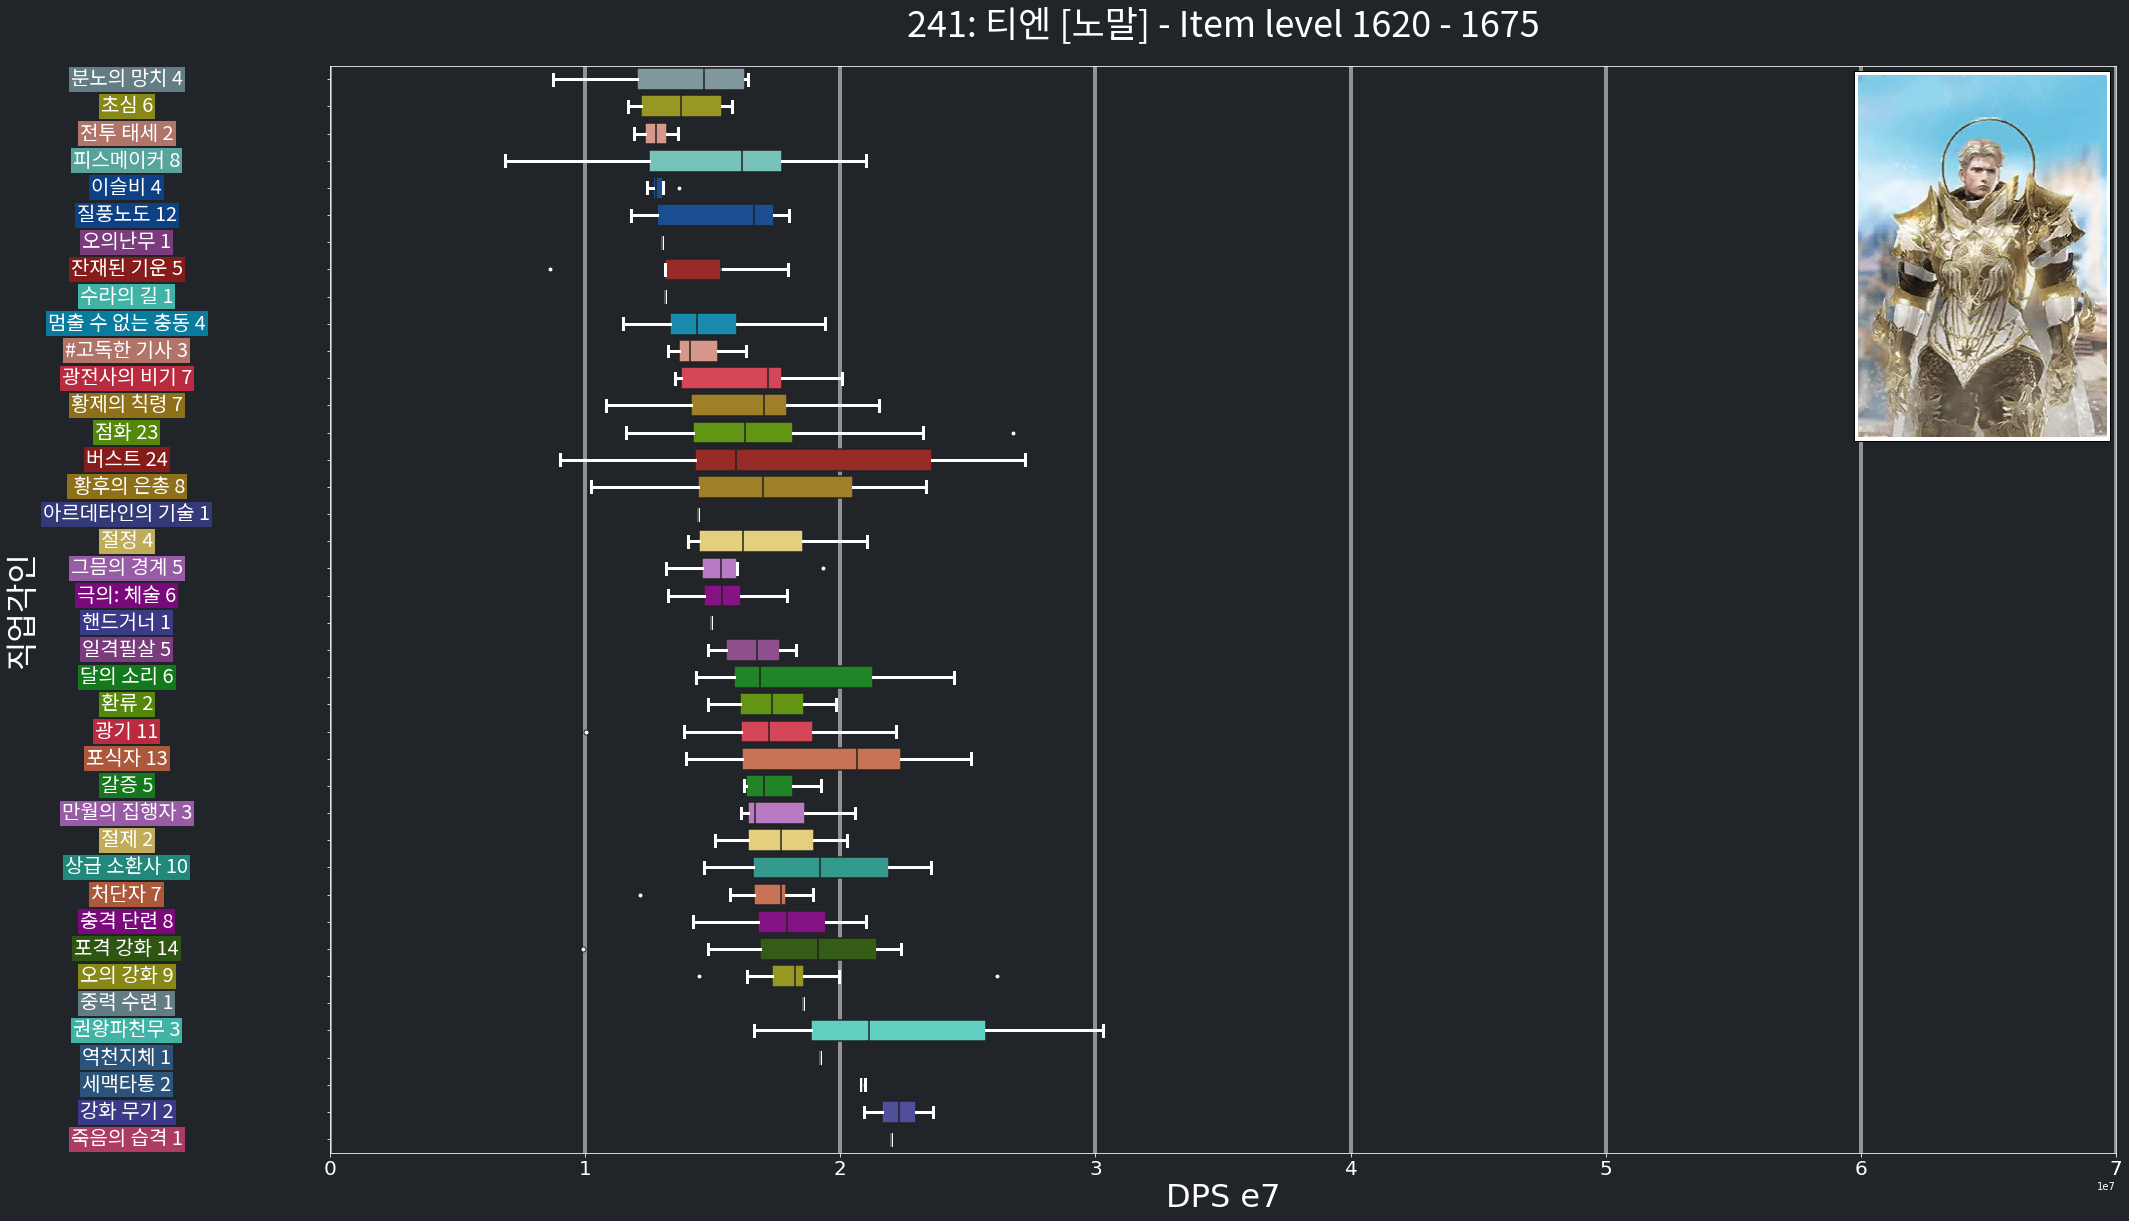 241: 티엔 [노말] - Item level 1620 - 1675
분노의 망치 4
초심 6
전투 태세 2
피스메이커 8
이슬비 4
질풍노도 12
오의난무 1
잔재된 기운 5
수라의 길 1
멈출 수 없는 충동 4
#고독한 기사 3
광전사의 비기 7
황제의 칙령 7
점화 23
버스트 24
황후의 은총 8
아르데타인의 기술 1
절정 4
그믐의 경계 5
극의: 체술 6
핸드거너 1
일격필살 5
달의 소리 6
환류 2
광기 11
포식자 13
갈증 5
만월의 집행자 3
절제 2
상급 소환사 10
처단자 7
충격 단련 8
포격 강화 14
오의 강화 9
중력 수련 1
권왕파천무 3
역천지체 1
세맥타통 2
강화 무기 2
죽음의 습격 1
직업각인
0 1 2 3 4 5 6 7
1e7
DPS e7